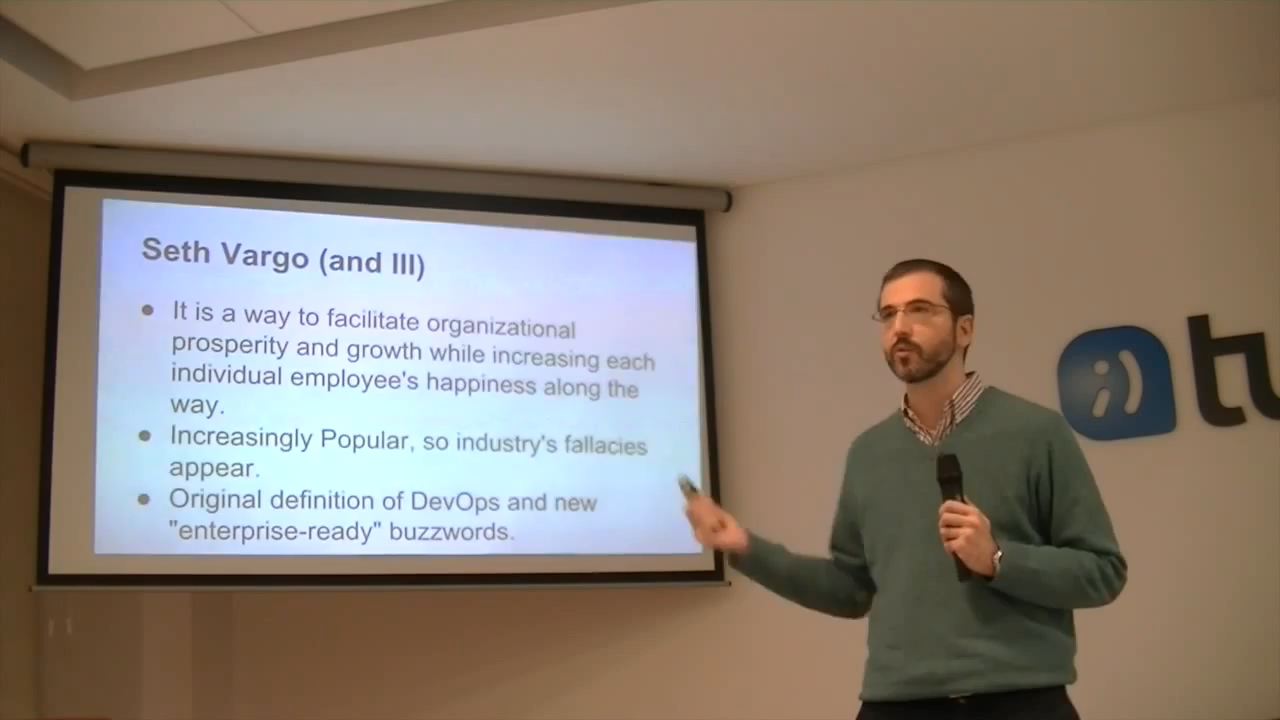 Seth Vargo (and III)
● It is a way to facilitate organizational
prosperity and growth while increasing each
individual employee's happiness along the
way.
● Increasingly Popular, so industry's fallacies
appear.
● Original definition of DevOps and new
"enterprise-ready" buzzwords.
tu